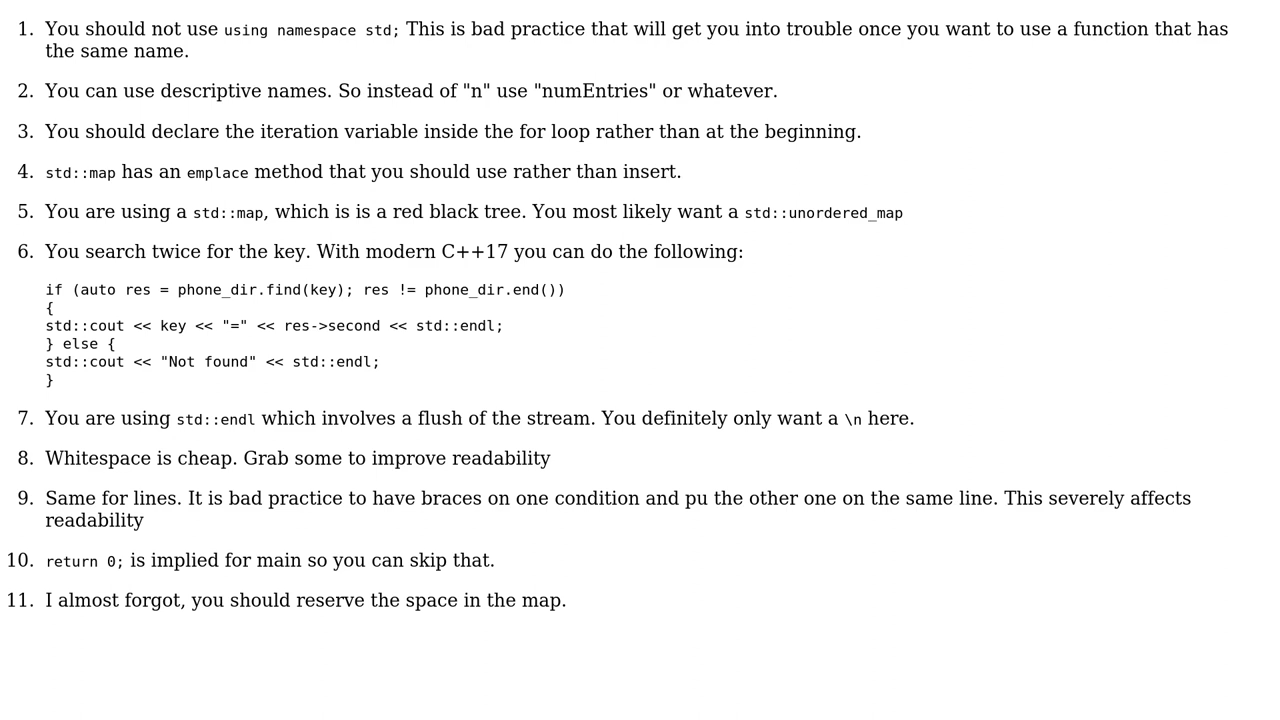 1. You should not use using namespace std; This is bad practice that will get you into trouble once you want to use a function that has
the same name.
2. You can use descriptive names. So instead of "n" use "numEntries" or whatever.
3. You should declare the iteration variable inside the for loop rather than at the beginning.
4. std::map has an emplace method that you should use rather than insert.
5. You are using a std::map, which is is a red black tree. You most likely want a std::unordered_map
6. You search twice for the key. With modern C++17 you can do the following:
if (auto res = phone_dir.find(key); res != phone_dir.end())
{
std::cout << key << "=" << res->second << std::endl;
} else {
std::cout << "Not found" << std::endl;
}
7. You are using std::endl which involves a flush of the stream. You definitely only want a \n here.
8. Whitespace is cheap. Grab some to improve readability
9. Same for lines. It is bad practice to have braces on one condition and pu the other one on the same line. This severely affects
readability
10. return 0; is implied for main so you can skip that.
11. I almost forgot, you should reserve the space in the map.